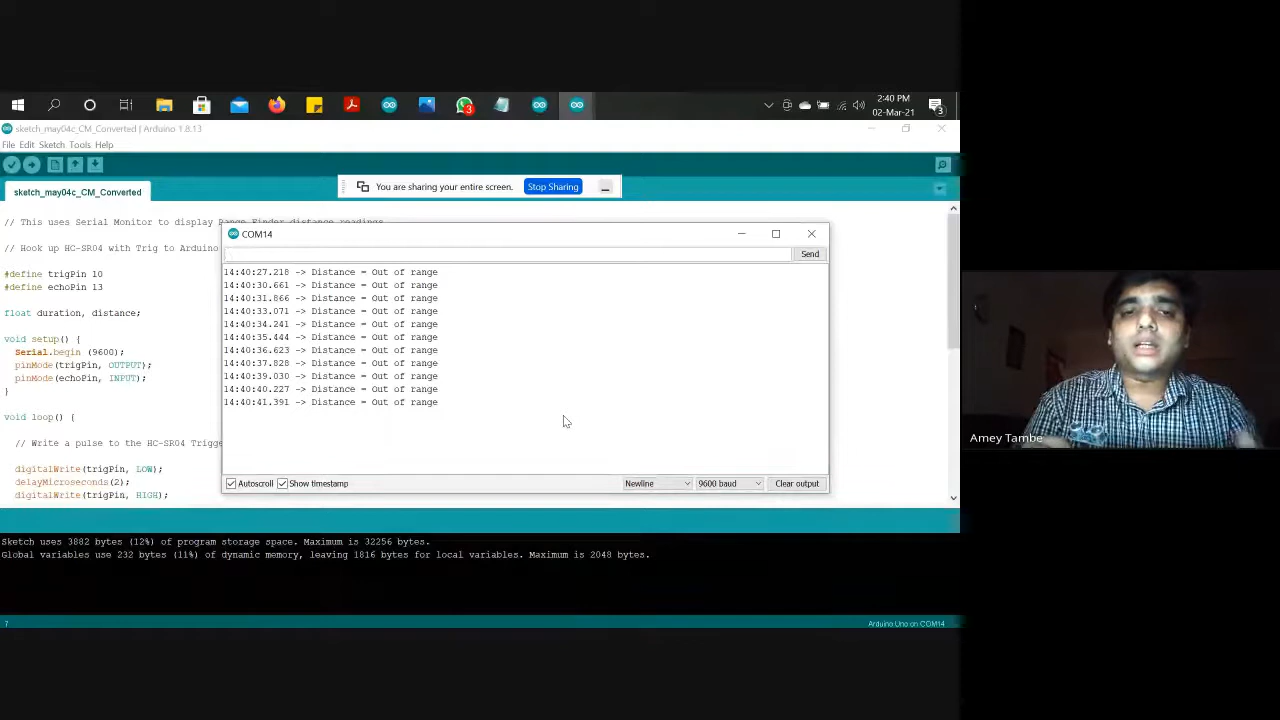 3
2:40 PM
02-Mar-21
3
sketch_may04c_CM_Converted | Arduino 1.8.13
File Edit Sketch Tools Help
You are sharing your entire screen. Stop Sharing
sketch_may04c_CM_Converted
// This uses Serial Monitor to display Range Finder distance readings
// Hook up HC-SR04 with Trig to Arduino
#define trigPin 10
#define echoPin 13
float duration, distance;
void setup() {
Serial.begin (9600);
pinMode(trigPin, OUTPUT);
pinMode(echoPin, INPUT);
}
void loop() {
// Write a pulse to the HC-SR04 Trigge
digitalWrite(trigPin, LOW);
delayMicroseconds(2);
digitalWrite(trigPin, HIGH);
COM14
Send
14:40:27.218 -> Distance = Out of range
14:40:30.661 -> Distance = Out of range
14:40:31.866 -> Distance = Out of range
14:40:33.071 -> Distance = Out of range
14:40:34.241 -> Distance = Out of range
14:40:35.444 -> Distance = Out of range
14:40:36.623 -> Distance = Out of range
14:40:37.828 -> Distance = Out of range
14:40:39.030 -> Distance = Out of range
14:40:40.227 -> Distance = Out of range
14:40:41.391 -> Distance = Out of range
Autoscroll Show timestamp Newline 9600 baud Clear output
Sketch uses 3882 bytes (12%) of program storage space. Maximum is 32256 bytes.
Global variables use 232 bytes (11%) of dynamic memory, leaving 1816 bytes for local variables. Maximum is 2048 bytes.
7 Arduino Uno on COM14
Amey Tambe